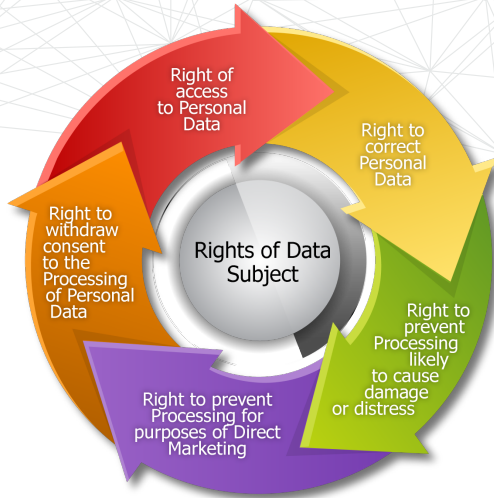 Right of
access
to Personal
Data
Right to
correct
Personal
Data
Right to
prevent
Processing
likely
to cause
damage
or distress
Right to prevent
Processing for
purposes of Direct
Marketing
Right to
withdraw
consent
to the
Processing
of Personal
Data
Rights of Data
Subject